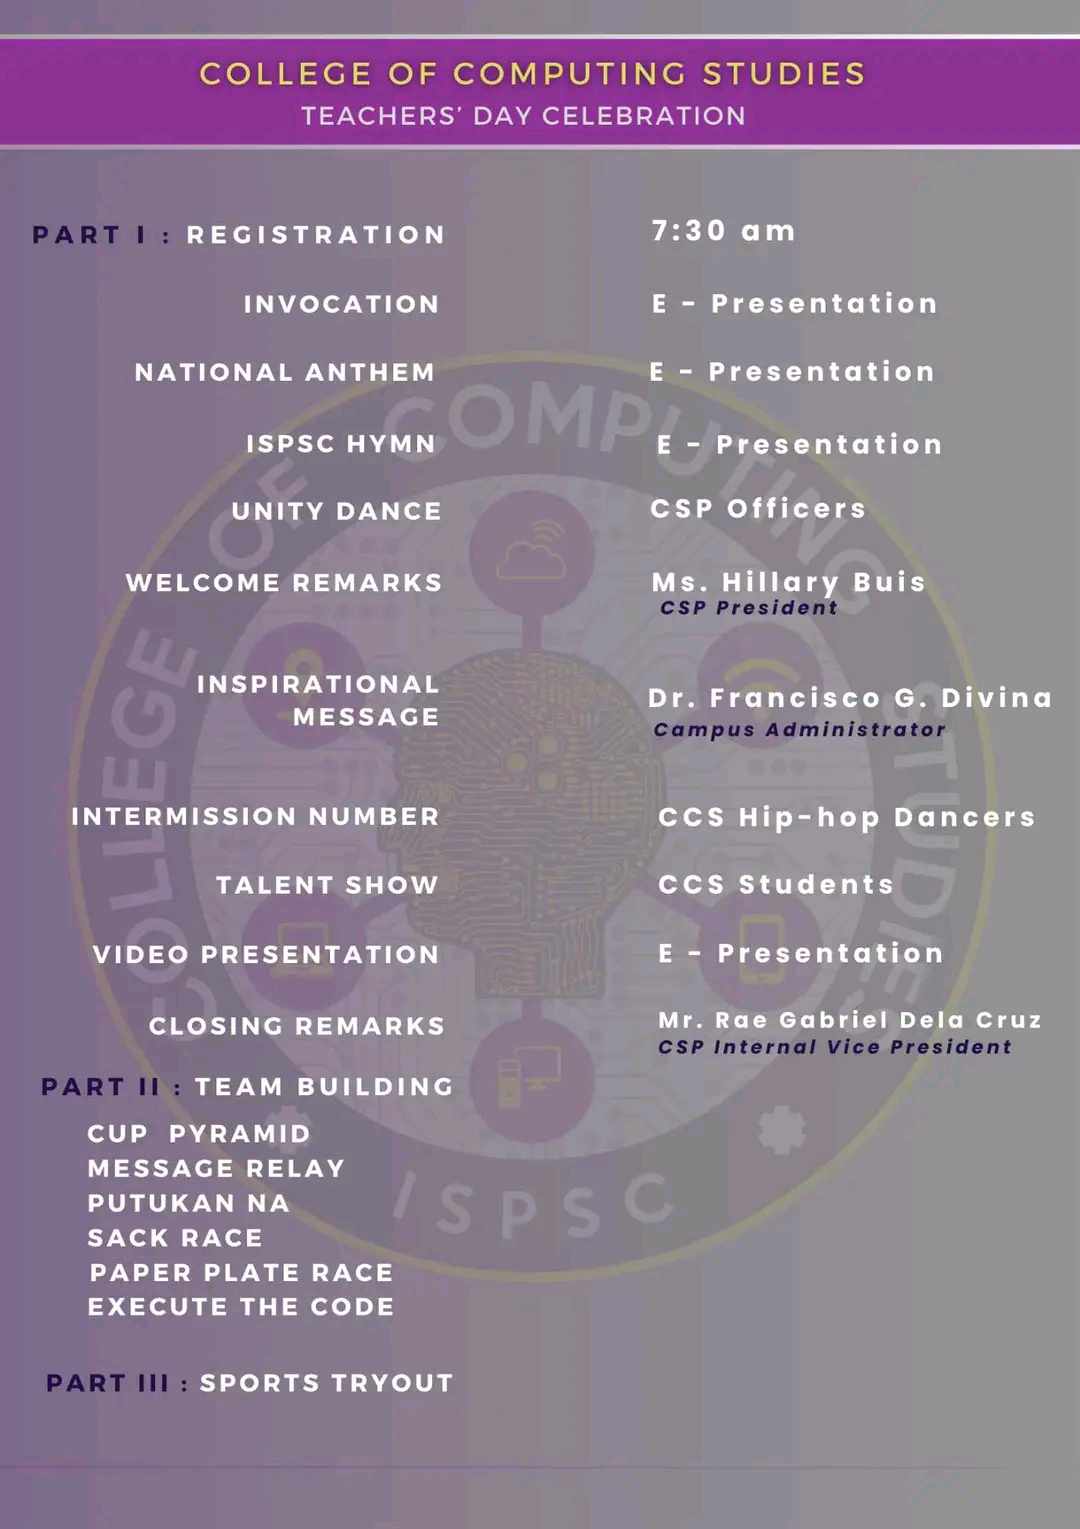 COLLEGE OF COMPUTING STUDIES
TEACHERS' DAY CELEBRATION
PART I : REGISTRATION 7:30 am
INVOCATION E - Presentation
NATIONAL ANTHEM E - Presentation
ISPSC HYMN E - Presentation
UNITY DANCE CSP Officers
WELCOME REMARKS Ms. Hillary Buis
CSP President
INSPIRATIONAL
MESSAGE Dr. Francisco G. Divina
Campus Administrator
INTERMISSION NUMBER CCS Hip-hop Dancers
TALENT SHOW CCS Students
VIDEO PRESENTATION E - Presentation
CLOSING REMARKS Mr. Rae Gabriel Dela Cruz
CSP Internal Vice President
PART II : TEAM BUILDING
CUP PYRAMID
MESSAGE RELAY
PUTUKAN NA
SACK RACE
PAPER PLATE RACE
EXECUTE THE CODE
PART III : SPORTS TRYOUT
COLLEGE OF COMPUTING STUDIES
ISPSC